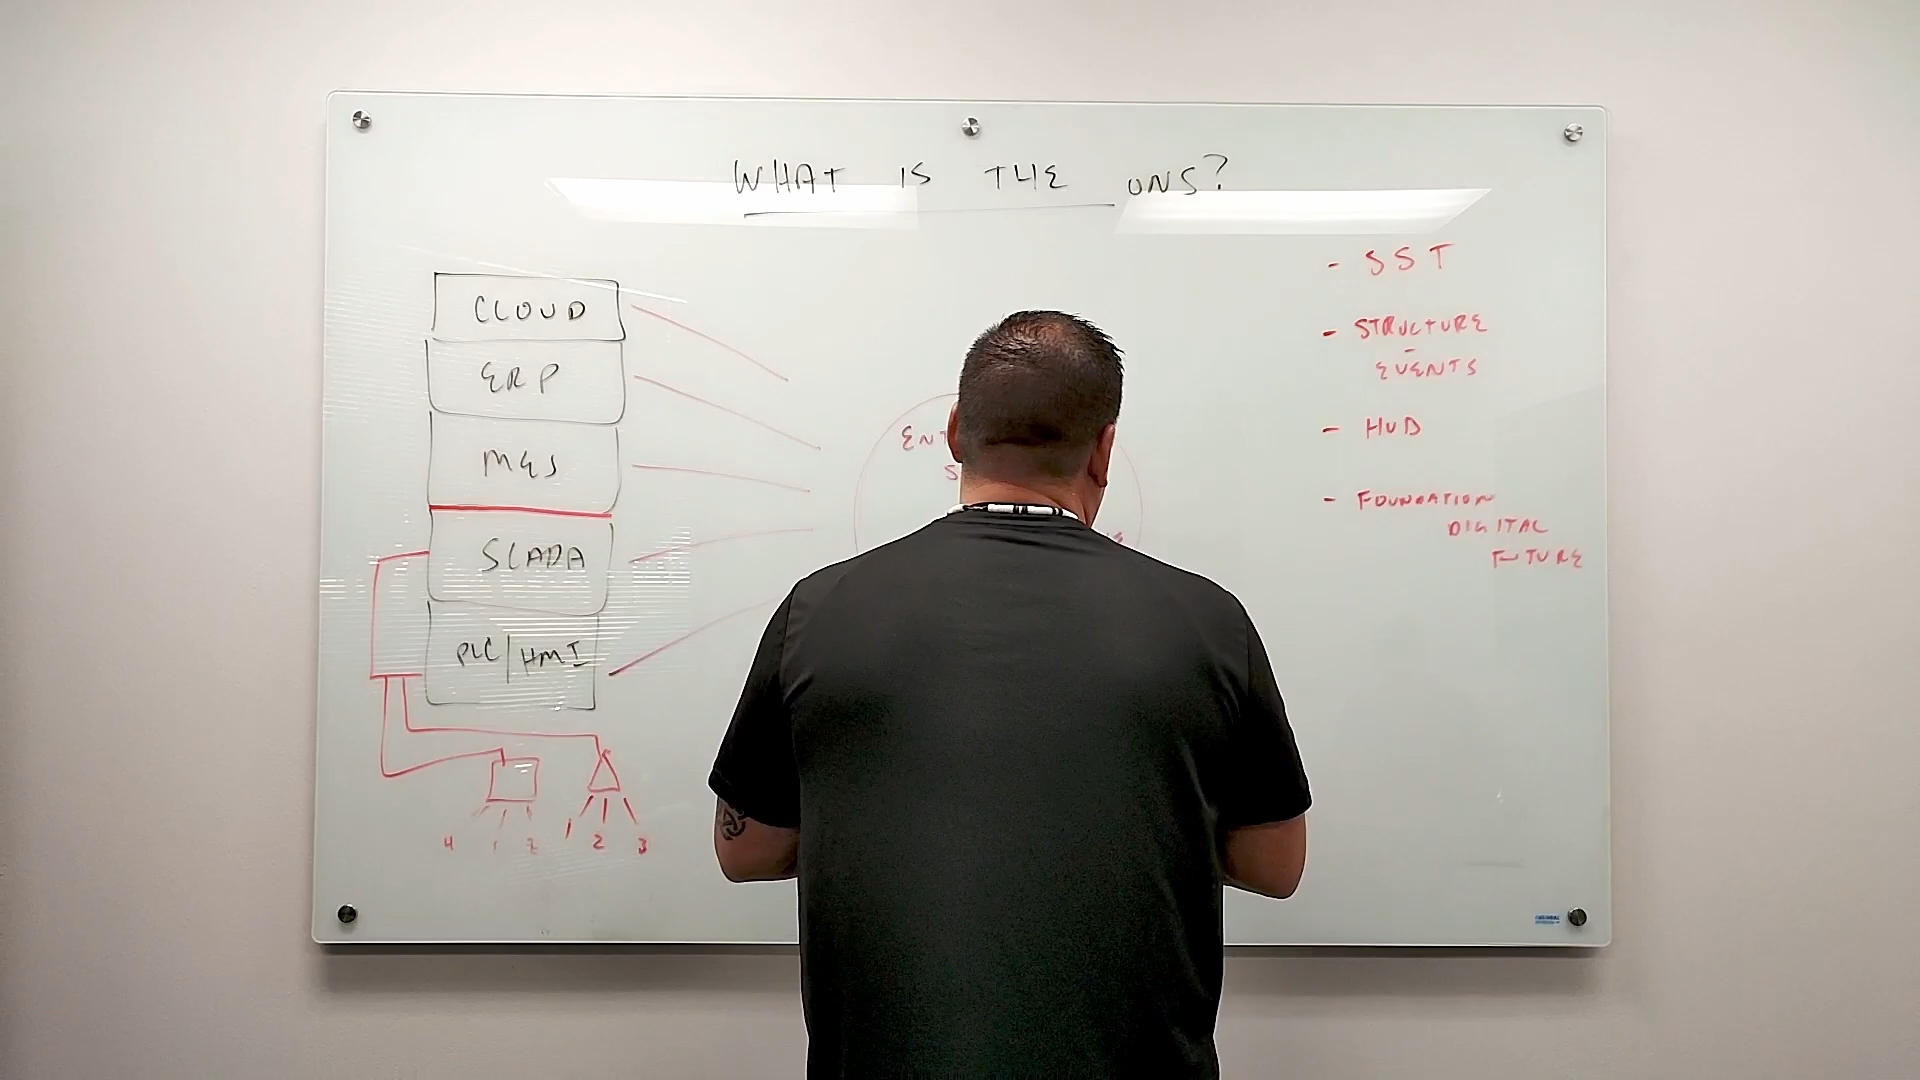 WHAT IS THE UNS?
CLOUD
ERP
MES
SCADA
PLC/HMI
4 1 2 1 2 3
ENT
S
- SST
- STRUCTURE
- EVENTS
- HUB
- FOUNDATION
DIGITAL
FUTURE